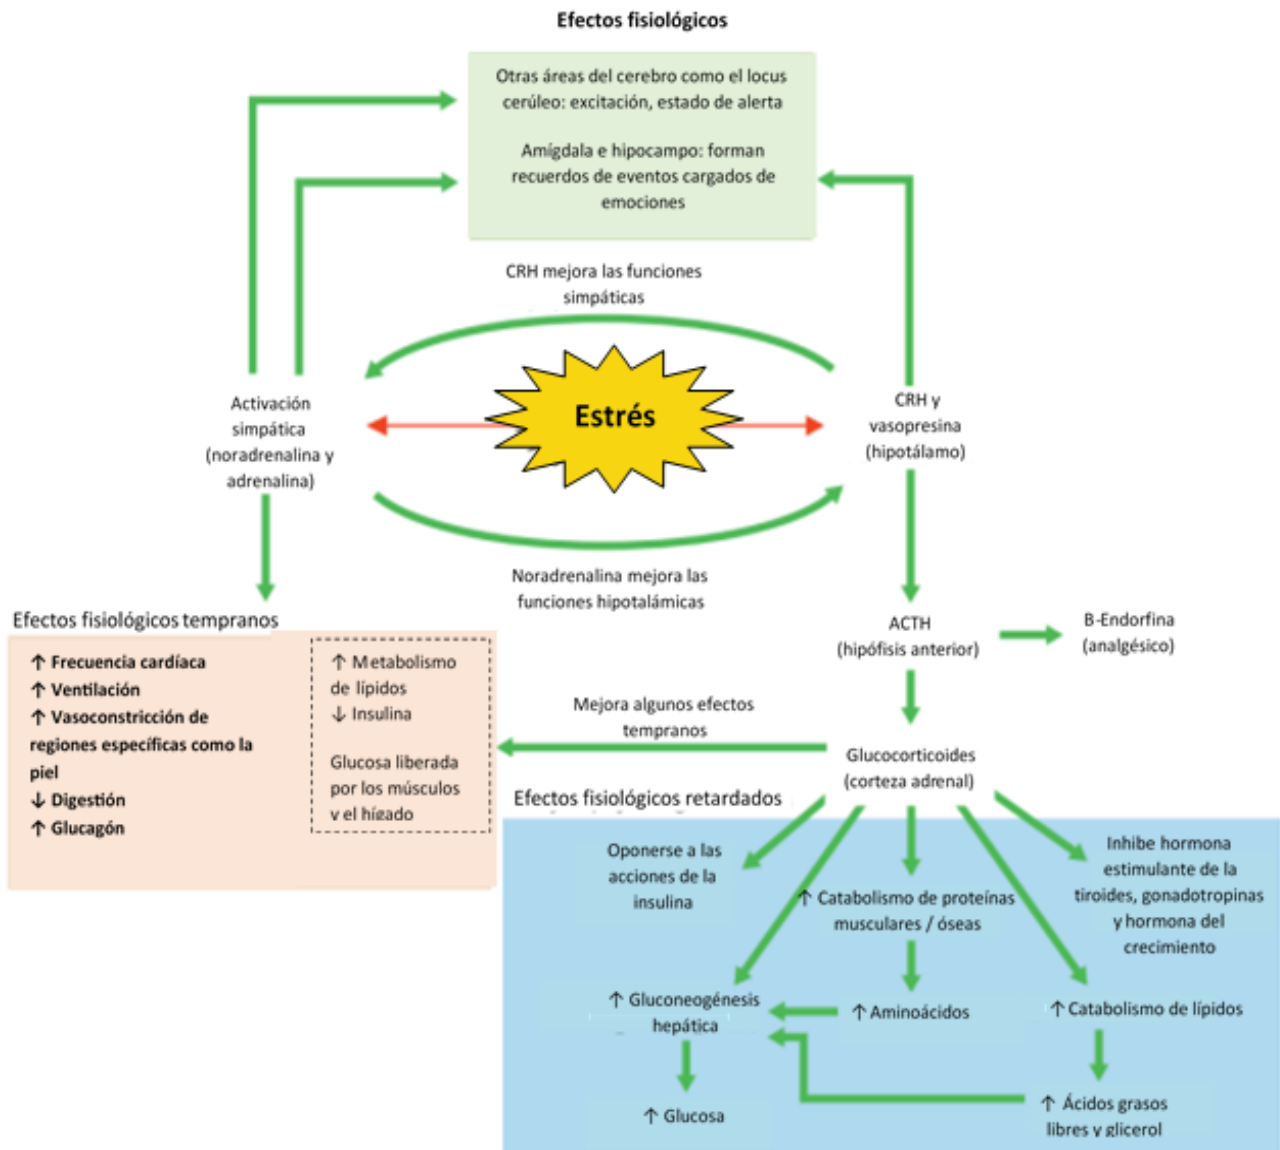 Efectos fisiológicos
Otras áreas del cerebro como el locus
cerúleo: excitación, estado de alerta
Amígdala e hipocampo: forman
recuerdos de eventos cargados de
emociones
CRH mejora las funciones
simpáticas
Estrés
Activación
simpática
(noradrenalina y
adrenalina)
CRH y
vasopresina
(hipotálamo)
Noradrenalina mejora las
funciones hipotalámicas
Efectos fisiológicos tempranos
↑ Frecuencia cardíaca
↑ Ventilación
↑ Vasoconstricción de
regiones específicas como la
piel
↓ Digestión
↑ Glucagón
↑ Metabolismo
de lípidos
↓ Insulina
Glucosa liberada
por los músculos
y el hígado
ACTH
(hipófisis anterior)
B-Endorfina
(analgésico)
Mejora algunos efectos
tempranos
Glucocorticoides
(corteza adrenal)
Efectos fisiológicos retardados
Oponerse a las
acciones de la
insulina
↑ Catabolismo de proteínas
musculares / óseas
Inhibe hormona
estimulante de la
tiroides, gonadotropinas
y hormona del
crecimiento
↑ Gluconeogénesis
hepática
↑ Aminoácidos
↑ Catabolismo de lípidos
↑ Glucosa
↑ Ácidos grasos
libres y glicerol